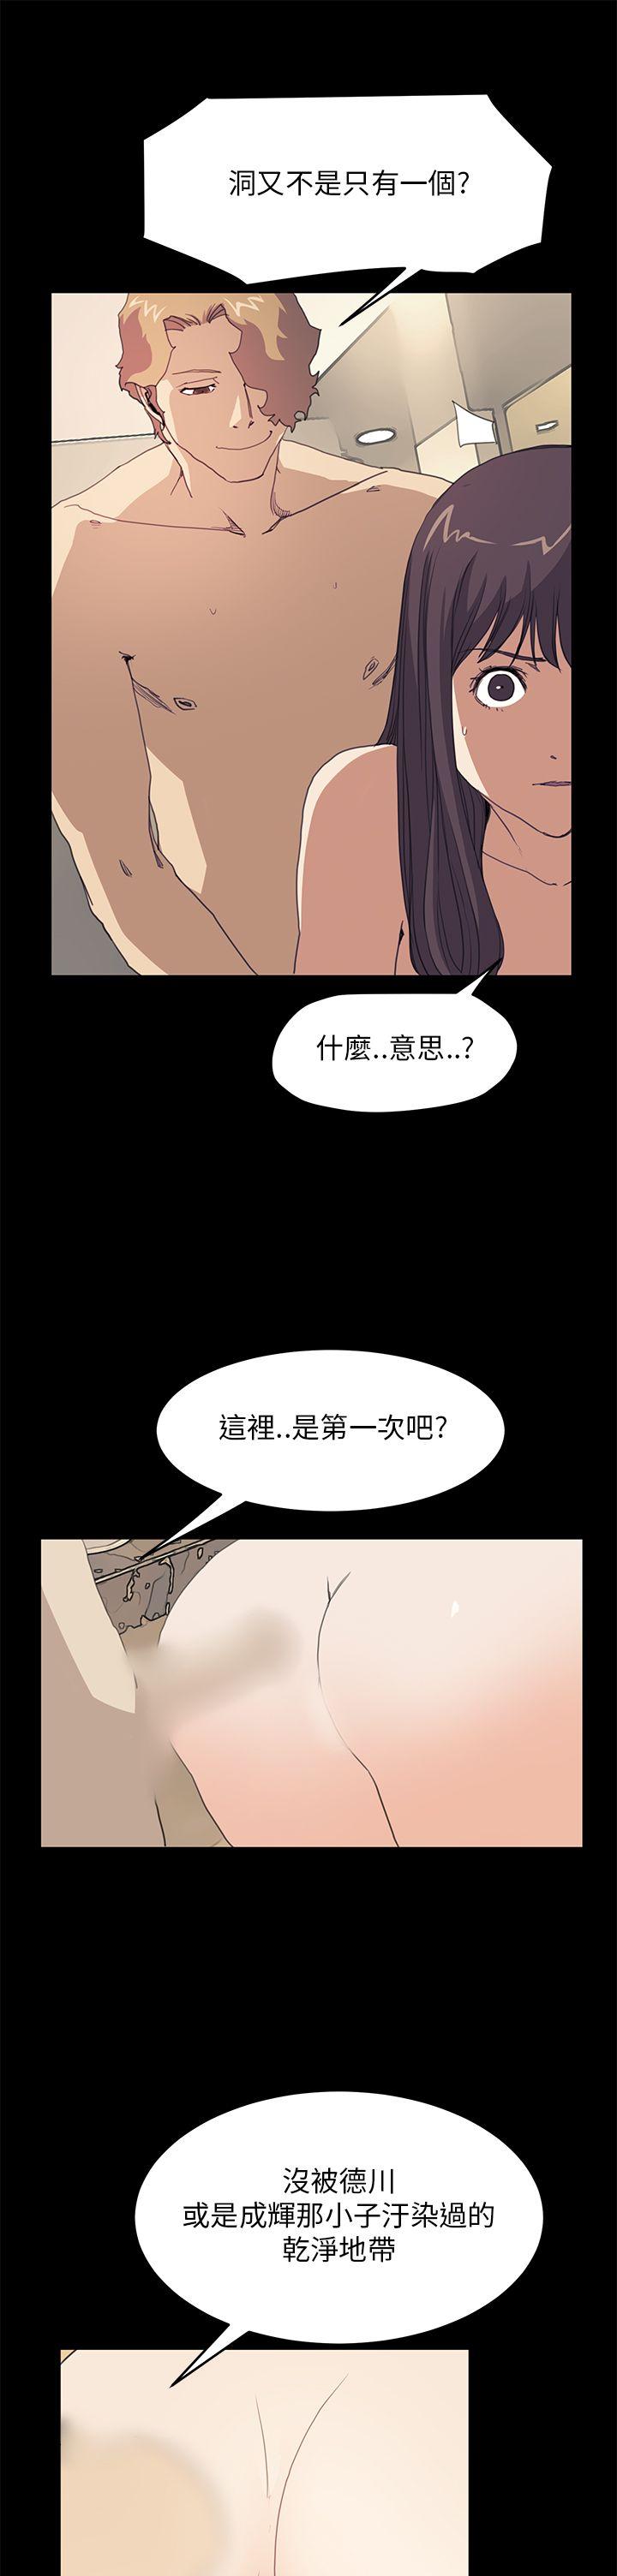 洞又不是只有一個?
什麼..意思..?
這裡..是第一次吧?
沒被德川
或是成輝那小子汙染過的
乾淨地帶